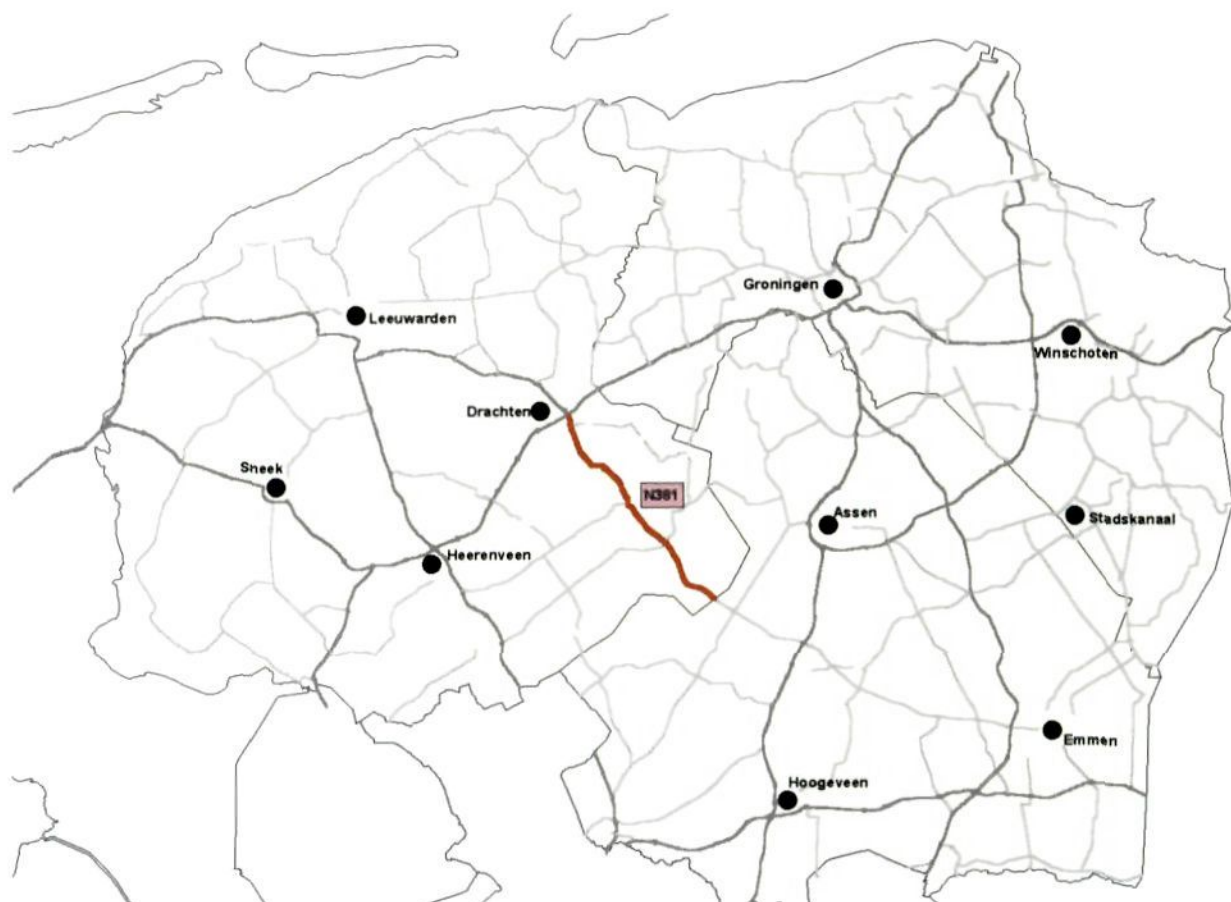 Groningen
Leeuwarden
Winschoten
Drachten
Sneek
N381
Assen
Stadskanaal
Heerenveen
Emmen
Hoogeveen